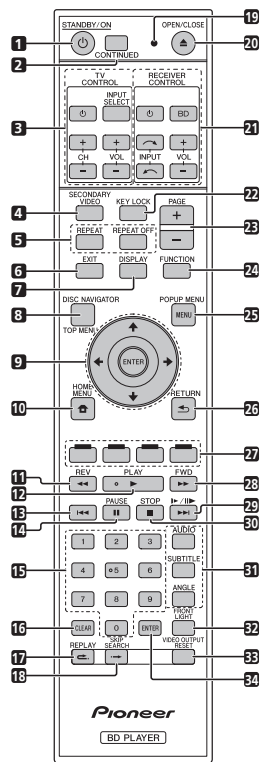 STANDBY/ON
19
OPEN/CLOSE
1
20
CONTINUED
2
TV CONTROL
RECEIVER CONTROL
INPUT SELECT
BD
3
21
+ + + 
CH VOL INPUT VOL
− − −
SECONDARY VIDEO
KEY LOCK
PAGE
22
4
+
23
REPEAT
REPEAT OFF
5
−
EXIT
DISPLAY
FUNCTION
24
6
7
DISC NAVIGATOR
POPUP MENU
8
MENU
25
TOP MENU
9
ENTER
HOME MENU
RETURN
10
26
27
REV
PLAY
FWD
11
28
12
PAUSE
STOP
29
13
30
14
AUDIO
1 2 3
SUBTITLE
31
15
4 5 6
ANGLE
7 8 9
FRONT LIGHT
16
CLEAR
0
ENTER
32
REPLAY
SKIP SEARCH
VIDEO OUTPUT RESET
17
33
18
34
Pioneer
BD PLAYER